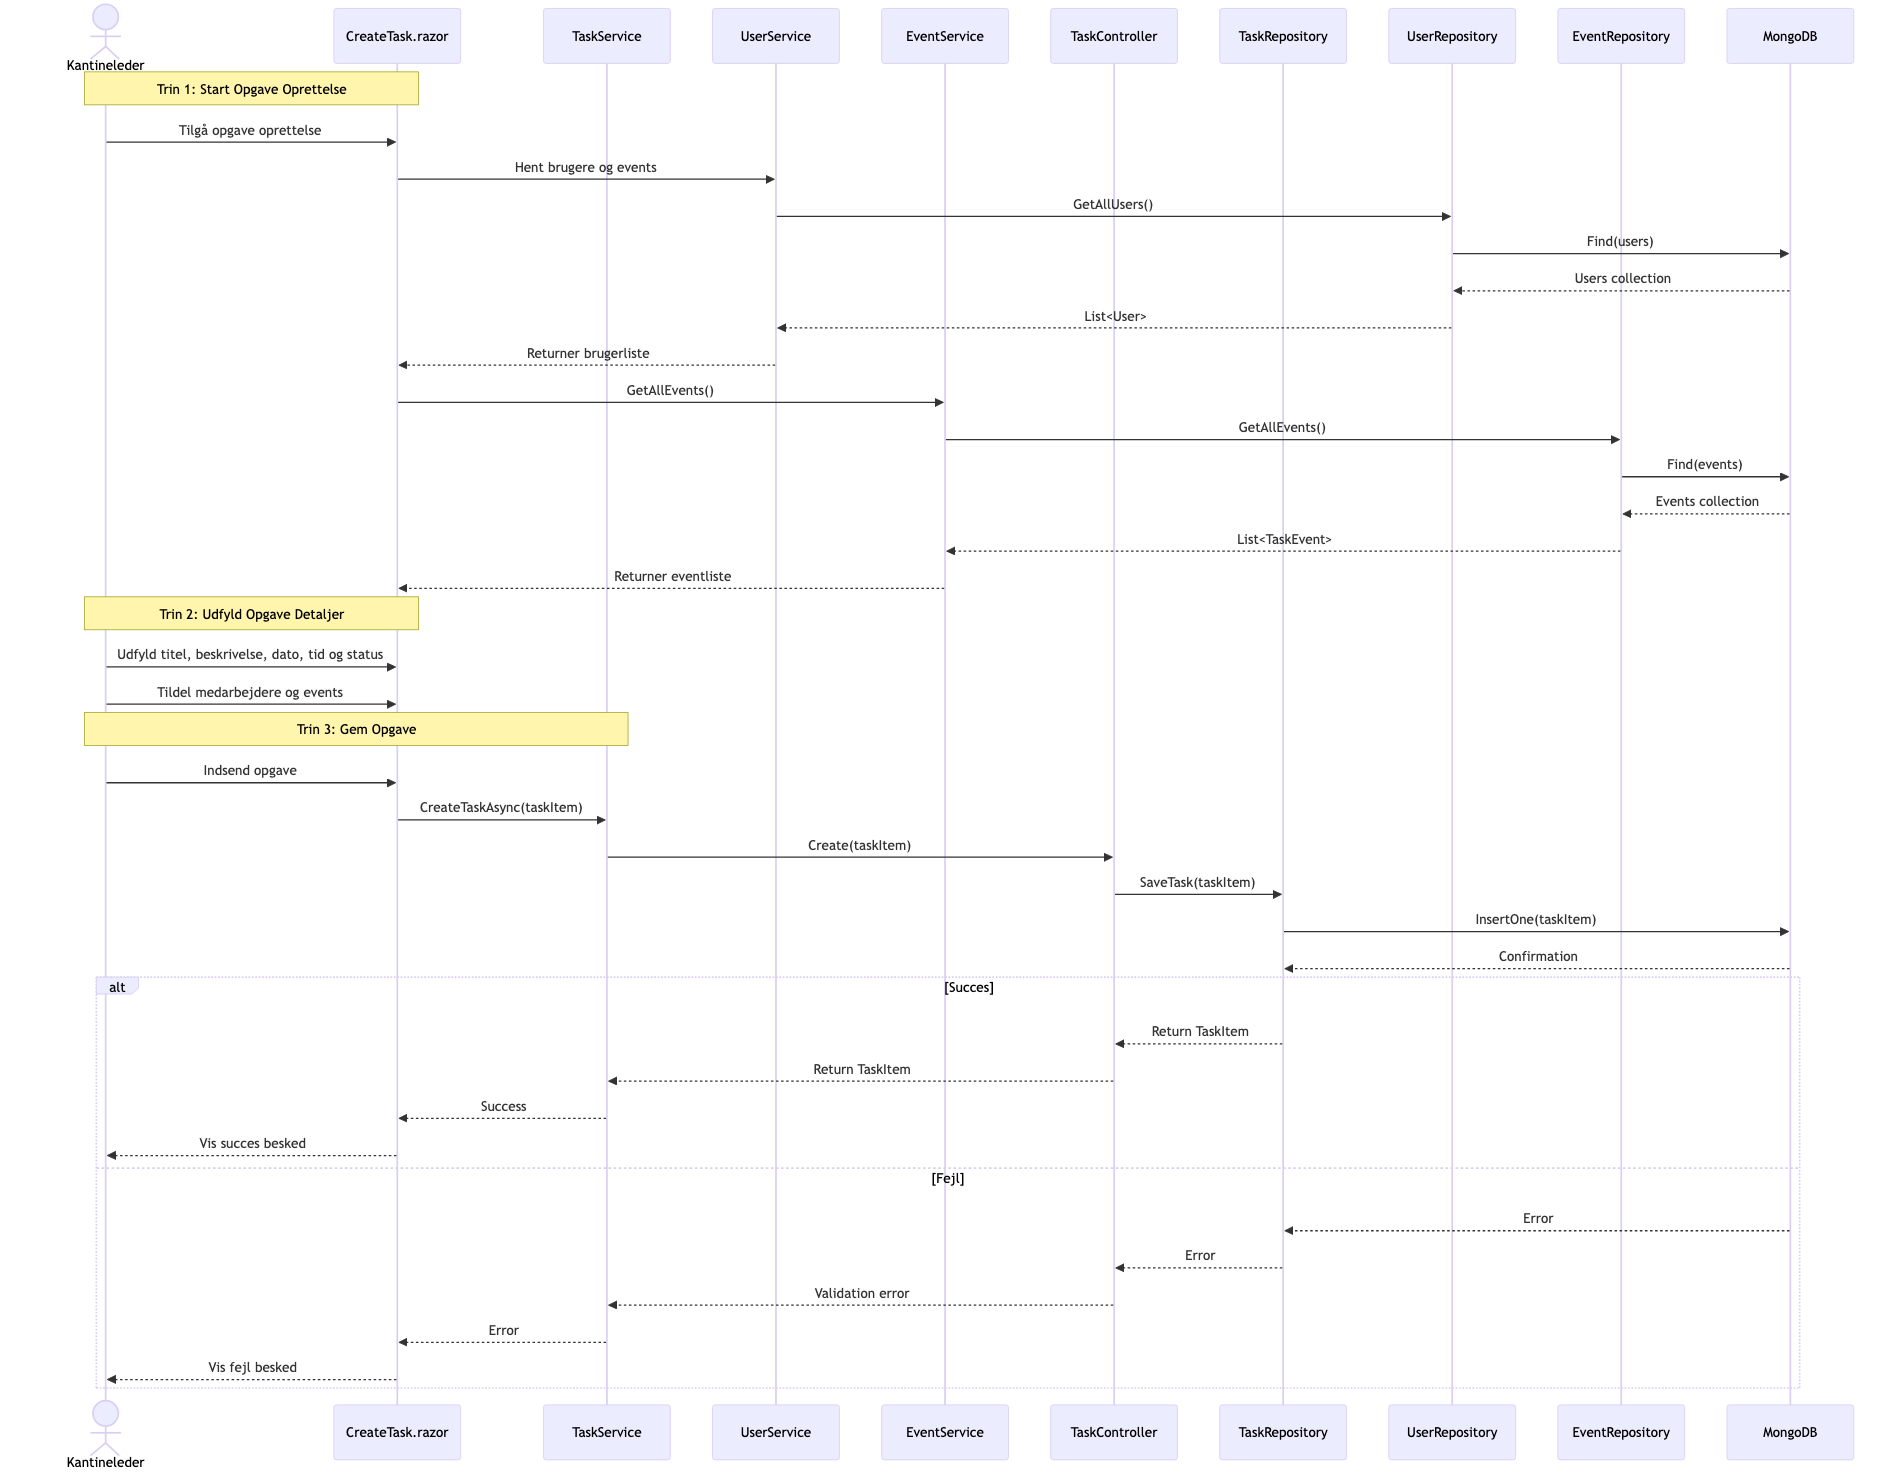 Kantineleder
CreateTask.razor
TaskService
UserService
EventService
TaskController
TaskRepository
UserRepository
EventRepository
MongoDB
Trin 1: Start Opgave Oprettelse
Tilgå opgave oprettelse
Hent brugere og events
GetAllUsers()
Find(users)
Users collection
List<User>
Returner brugerliste
GetAllEvents()
GetAllEvents()
Find(events)
Events collection
List<TaskEvent>
Returner eventliste
Trin 2: Udfyld Opgave Detaljer
Udfyld titel, beskrivelse, dato, tid og status
Tildel medarbejdere og events
Trin 3: Gem Opgave
Indsend opgave
CreateTaskAsync(taskItem)
Create(taskItem)
SaveTask(taskItem)
InsertOne(taskItem)
Confirmation
alt
[Succes]
Return TaskItem
Return TaskItem
Success
Vis succes besked
[Fejl]
Error
Error
Validation error
Error
Vis fejl besked
Kantineleder
CreateTask.razor
TaskService
UserService
EventService
TaskController
TaskRepository
UserRepository
EventRepository
MongoDB